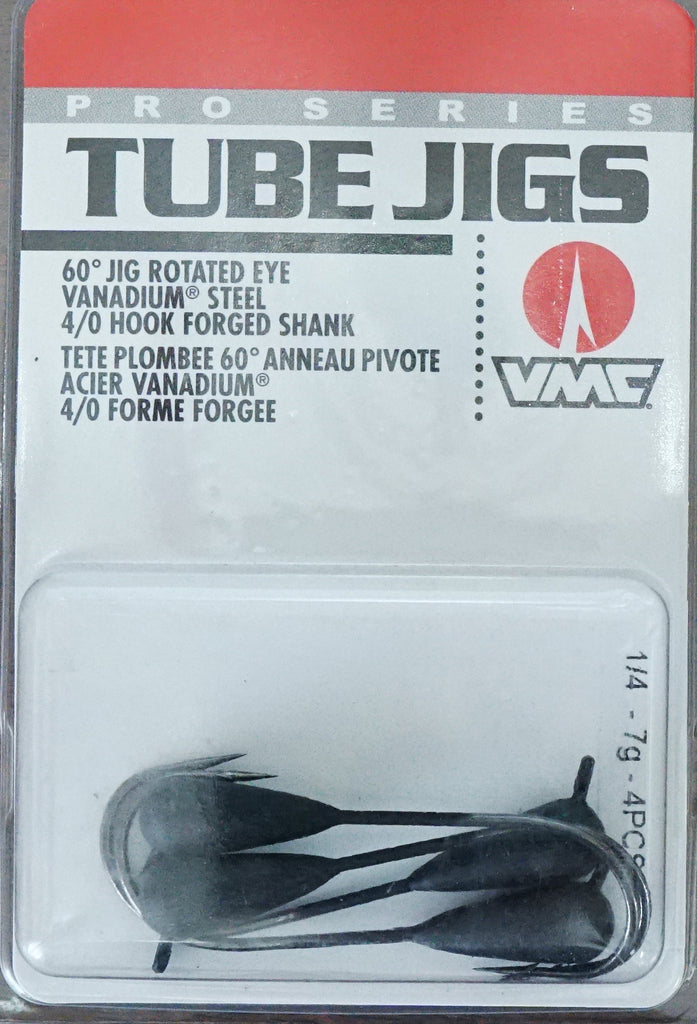 PRO SERIES
TUBE JIGS
60° JIG ROTATED EYE
VANADIUM® STEEL
4/0 HOOK FORGED SHANK
TETE PLOMBEE 60° ANNEAU PIVOTE
ACIER VANADIUM®
4/0 FORME FORGEE
VMC
1/4 - 7g - 4PCS